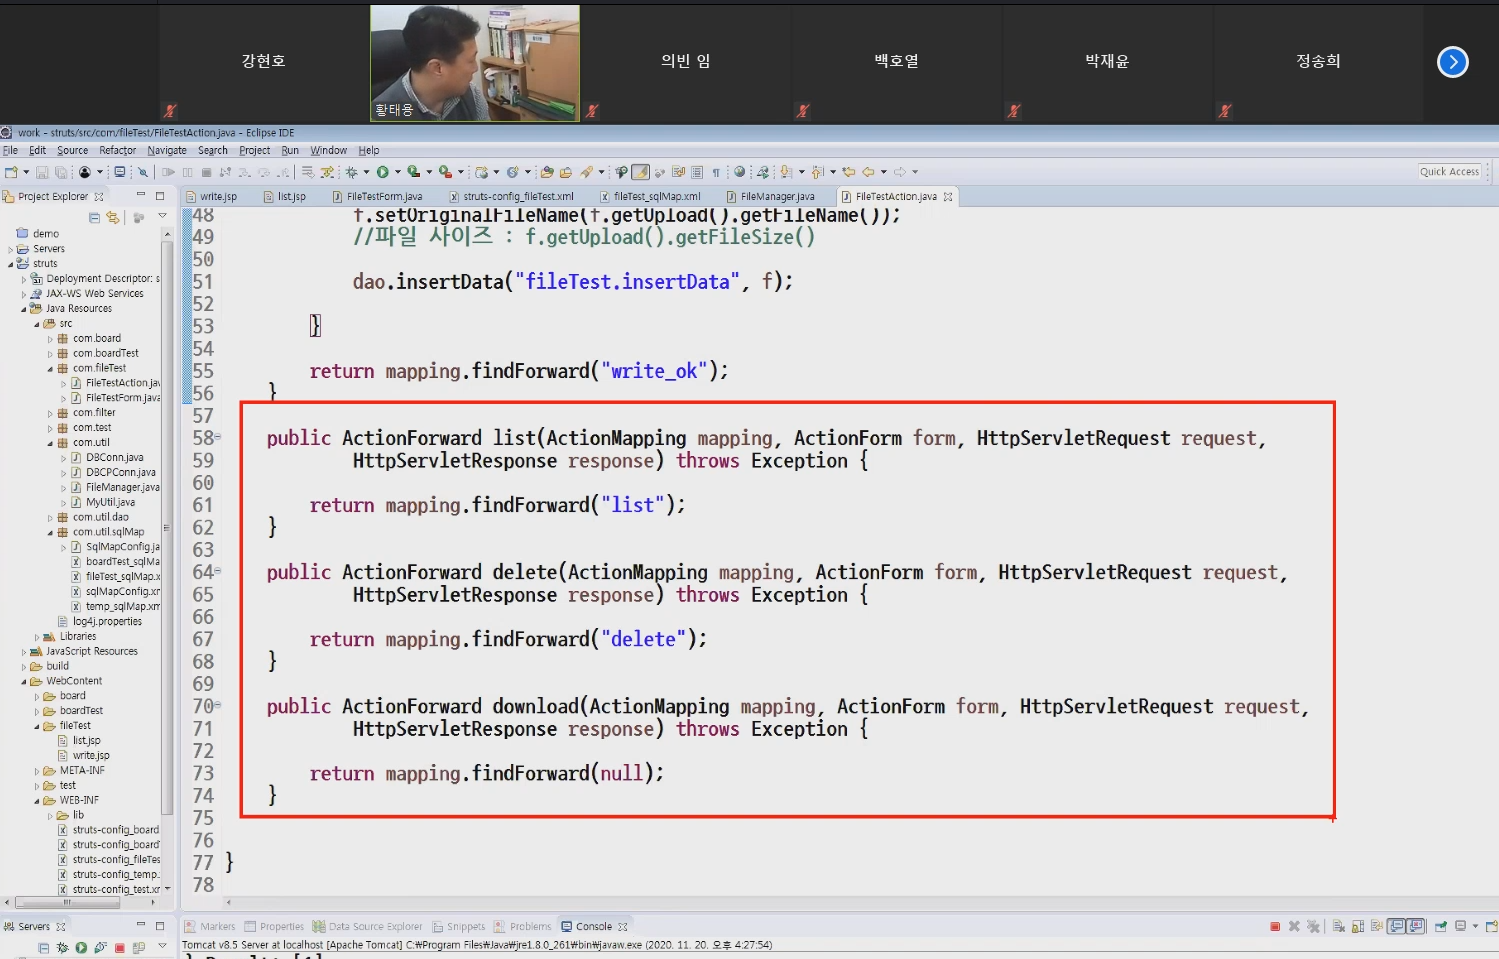 강현호
황태용
의빈 임
백호열
박재윤
정송희
work - struts/src/com/fileTest/FileTestAction.java - Eclipse IDE
File Edit Source Refactor Navigate Search Project Run Window Help
Quick Access
Project Explorer
write.jsp list.jsp FileTestForm.java struts-config_fileTest.xml fileTest_sqlMap.xml FileManager.java FileTestAction.java
demo
Servers
struts
Deployment Descriptor: s
JAX-WS Web Services
Java Resources
src
com.board
com.boardTest
com.fileTest
FileTestAction.jav
FileTestForm.java
com.filter
com.test
com.util
DBConn.java
DBCPConn.java
FileManager.java
MyUtil.java
com.util.dao
com.util.sqlMap
SqlMapConfig.ja
boardTest_sqlMa
fileTest_sqlMap.x
sqlMapConfig.xm
temp_sqlMap.xm
log4j.properties
Libraries
JavaScript Resources
build
WebContent
board
boardTest
fileTest
list.jsp
write.jsp
META-INF
test
WEB-INF
lib
struts-config_board
struts-config_board
struts-config_fileTes
struts-config_temp.
struts-config_test.xr
48 f.setOriginalFileName(f.getUpload().getFileName());
49 //파일 사이즈 : f.getUpload().getFileSize()
50
51 dao.insertData("fileTest.insertData", f);
52
53 }
54
55 return mapping.findForward("write_ok");
56 }
57
58 public ActionForward list(ActionMapping mapping, ActionForm form, HttpServletRequest request,
59 HttpServletResponse response) throws Exception {
60
61 return mapping.findForward("list");
62 }
63
64 public ActionForward delete(ActionMapping mapping, ActionForm form, HttpServletRequest request,
65 HttpServletResponse response) throws Exception {
66
67 return mapping.findForward("delete");
68 }
69
70 public ActionForward download(ActionMapping mapping, ActionForm form, HttpServletRequest request,
71 HttpServletResponse response) throws Exception {
72
73 return mapping.findForward(null);
74 }
75
76
77 }
78
Servers
Markers Properties Data Source Explorer Snippets Problems Console
Tomcat v8.5 Server at localhost [Apache Tomcat] C:₩Program Files₩Java₩jre1.8.0_261₩bin₩javaw.exe (2020. 11. 20. 오후 4:27:54)